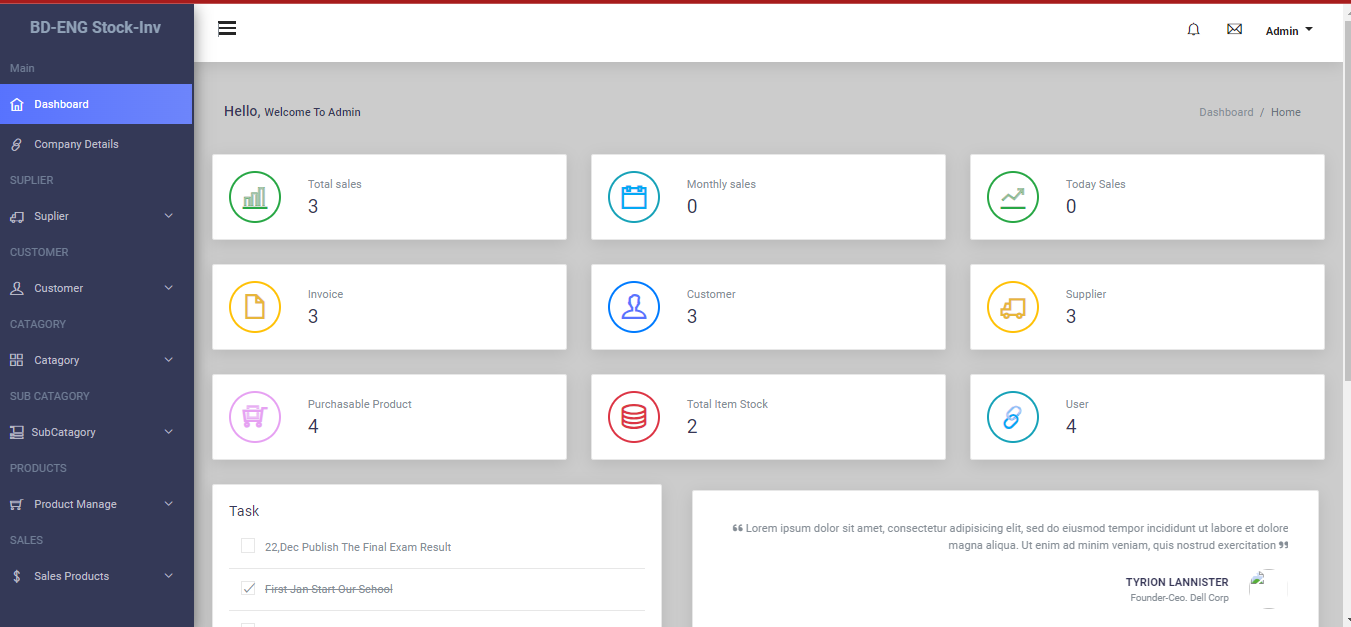 BD-ENG Stock-Inv
Main
Dashboard
Company Details
SUPLIER
Suplier
CUSTOMER
Customer
CATAGORY
Catagory
SUB CATAGORY
SubCatagory
PRODUCTS
Product Manage
SALES
Sales Products
Admin
Hello, Welcome To Admin
Dashboard / Home
Total sales
3
Monthly sales
0
Today Sales
0
Invoice
3
Customer
3
Supplier
3
Purchasable Product
4
Total Item Stock
2
User
4
Task
22,Dec Publish The Final Exam Result
First Jan Start Our School
❝ Lorem ipsum dolor sit amet, consectetur adipisicing elit, sed do eiusmod tempor incididunt ut labore et dolore
magna aliqua. Ut enim ad minim veniam, quis nostrud exercitation ❞
TYRION LANNISTER
Founder-Ceo. Dell Corp